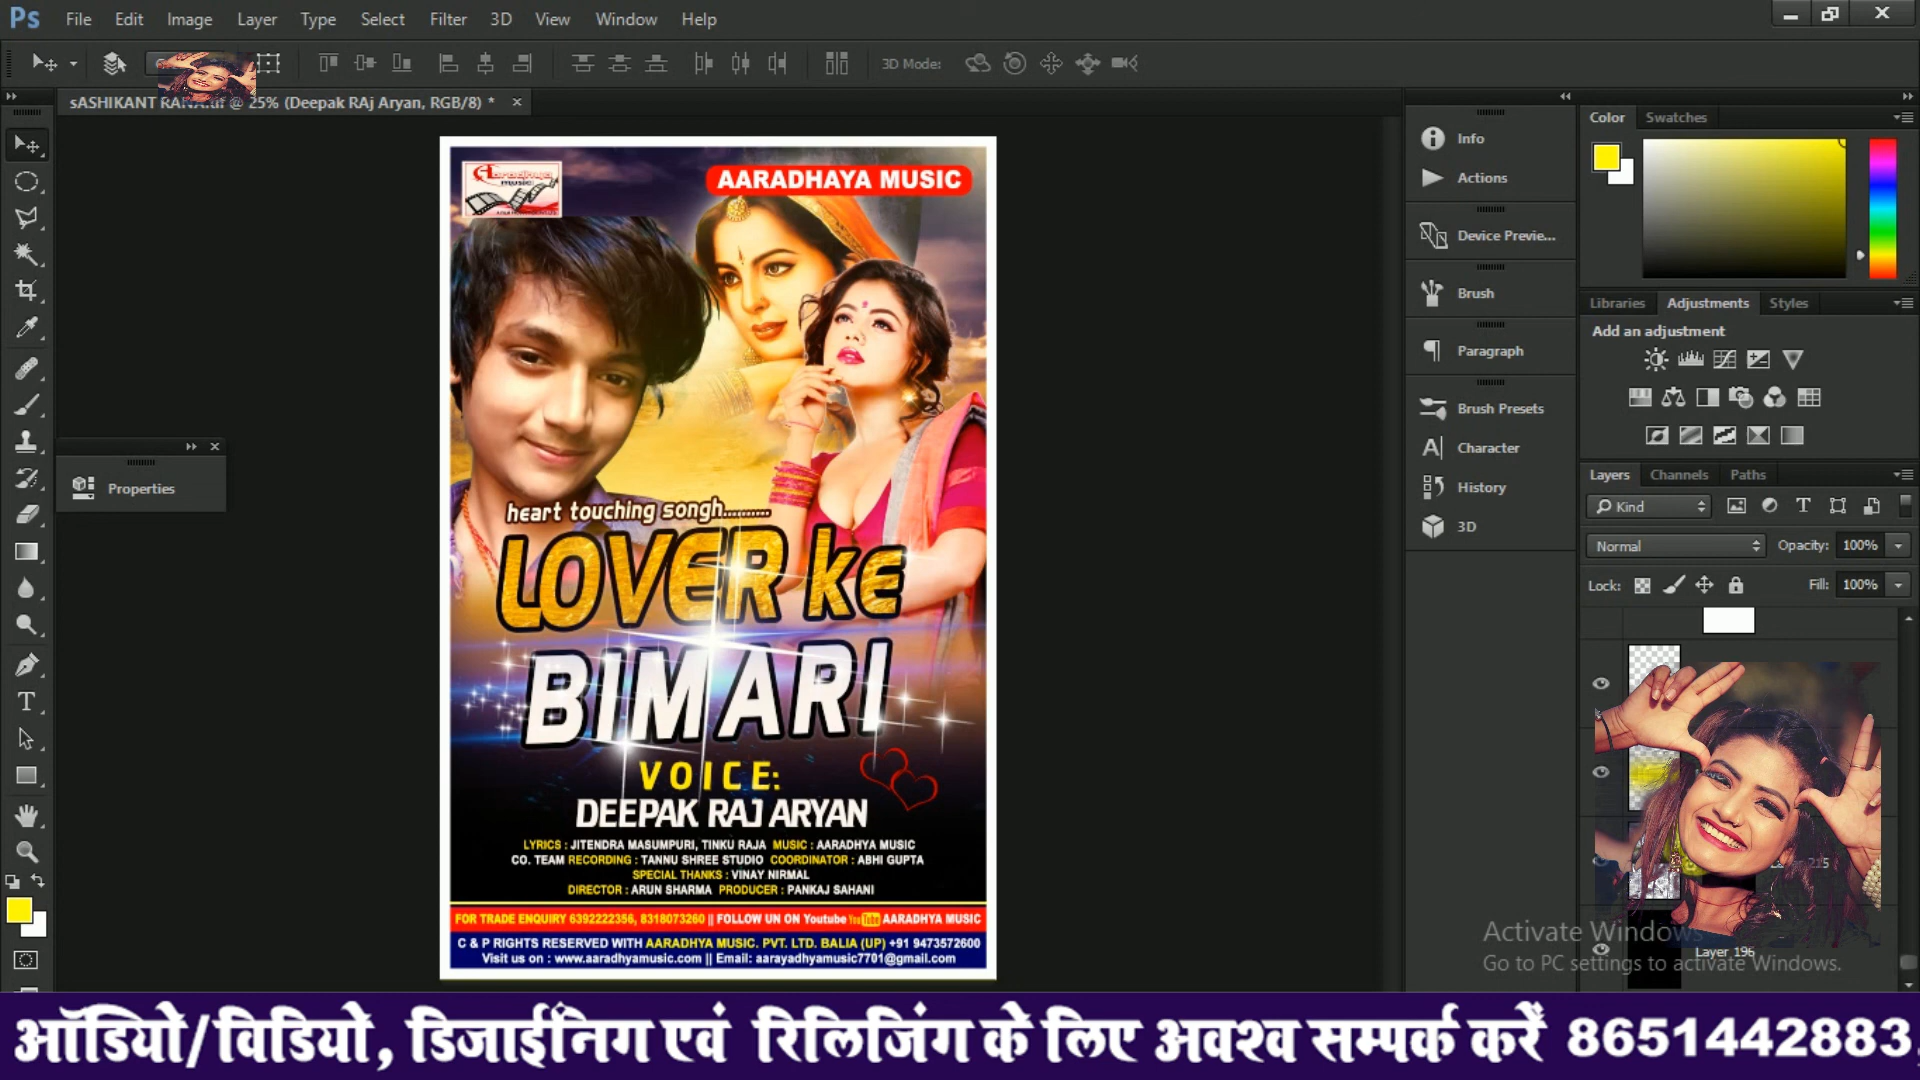 Ps File Edit Image Layer Type Select Filter 3D View Window Help
3D Mode:
sASHIKANT RANA.tif @ 25% (Deepak RAj Aryan, RGB/8) *
Properties
Info
Actions
Device Previe...
Brush
Paragraph
Brush Presets
Character
History
3D
Color Swatches
Libraries Adjustments Styles
Add an adjustment
Layers Channels Paths
Kind
Normal Opacity: 100%
Lock: Fill: 100%
Layer 196
Activate Windows
Go to PC settings to activate Windows.
Aaradhya
music
AARADHAYA MUSIC
heart touching songh..........
LOVER KE
BIMARI
VOICE:
DEEPAK RAJ ARYAN
LYRICS : JITENDRA MASUMPURI, TINKU RAJA MUSIC : AARADHYA MUSIC
CO. TEAM RECORDING : TANNU SHREE STUDIO COORDINATOR : ABHI GUPTA
SPECIAL THANKS : VINAY NIRMAL
DIRECTOR : ARUN SHARMA PRODUCER : PANKAJ SAHANI
FOR TRADE ENQUIRY 6392222356, 8318073260 || FOLLOW UN ON Youtube You Tube AARADHYA MUSIC
C & P RIGHTS RESERVED WITH AARADHYA MUSIC. PVT. LTD. BALIA (UP) +91 9473572600
Visit us on : www.aaradhyamusic.com || Email: aarayadhyamusic7701@gmail.com
ऑडियो/विडियो, डिजाईनिंग एवं रिलिजिंग के लिए अवश्व सम्पर्क करें 8651442883,